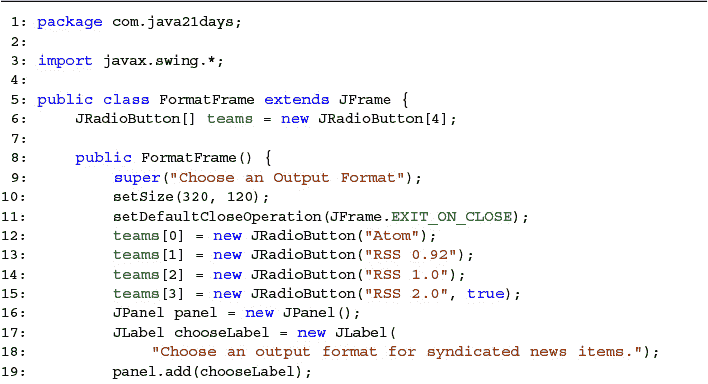 1: package com.java21days;
2:
3: import javax.swing.*;
4:
5: public class FormatFrame extends JFrame {
6:     JRadioButton[] teams = new JRadioButton[4];
7:
8:     public FormatFrame() {
9:         super("Choose an Output Format");
10:         setSize(320, 120);
11:         setDefaultCloseOperation(JFrame.EXIT_ON_CLOSE);
12:         teams[0] = new JRadioButton("Atom");
13:         teams[1] = new JRadioButton("RSS 0.92");
14:         teams[2] = new JRadioButton("RSS 1.0");
15:         teams[3] = new JRadioButton("RSS 2.0", true);
16:         JPanel panel = new JPanel();
17:         JLabel chooseLabel = new JLabel(
18:             "Choose an output format for syndicated news items.");
19:         panel.add(chooseLabel);